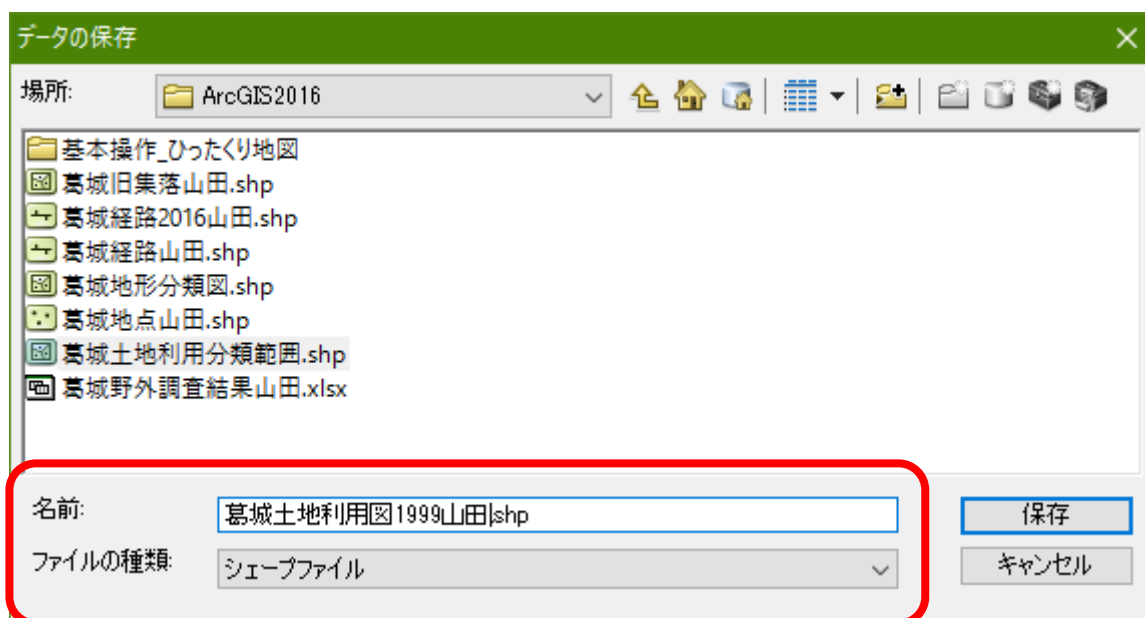 データの保存
場所: ArcGIS2016
基本操作_ひったくり地図
葛城旧集落山田.shp
葛城経路2016山田.shp
葛城経路山田.shp
葛城地形分類図.shp
葛城地点山田.shp
葛城土地利用分類範囲.shp
葛城野外調査結果山田.xlsx
名前: 葛城土地利用図1999山田.shp 保存
ファイルの種類: シェープファイル キャンセル